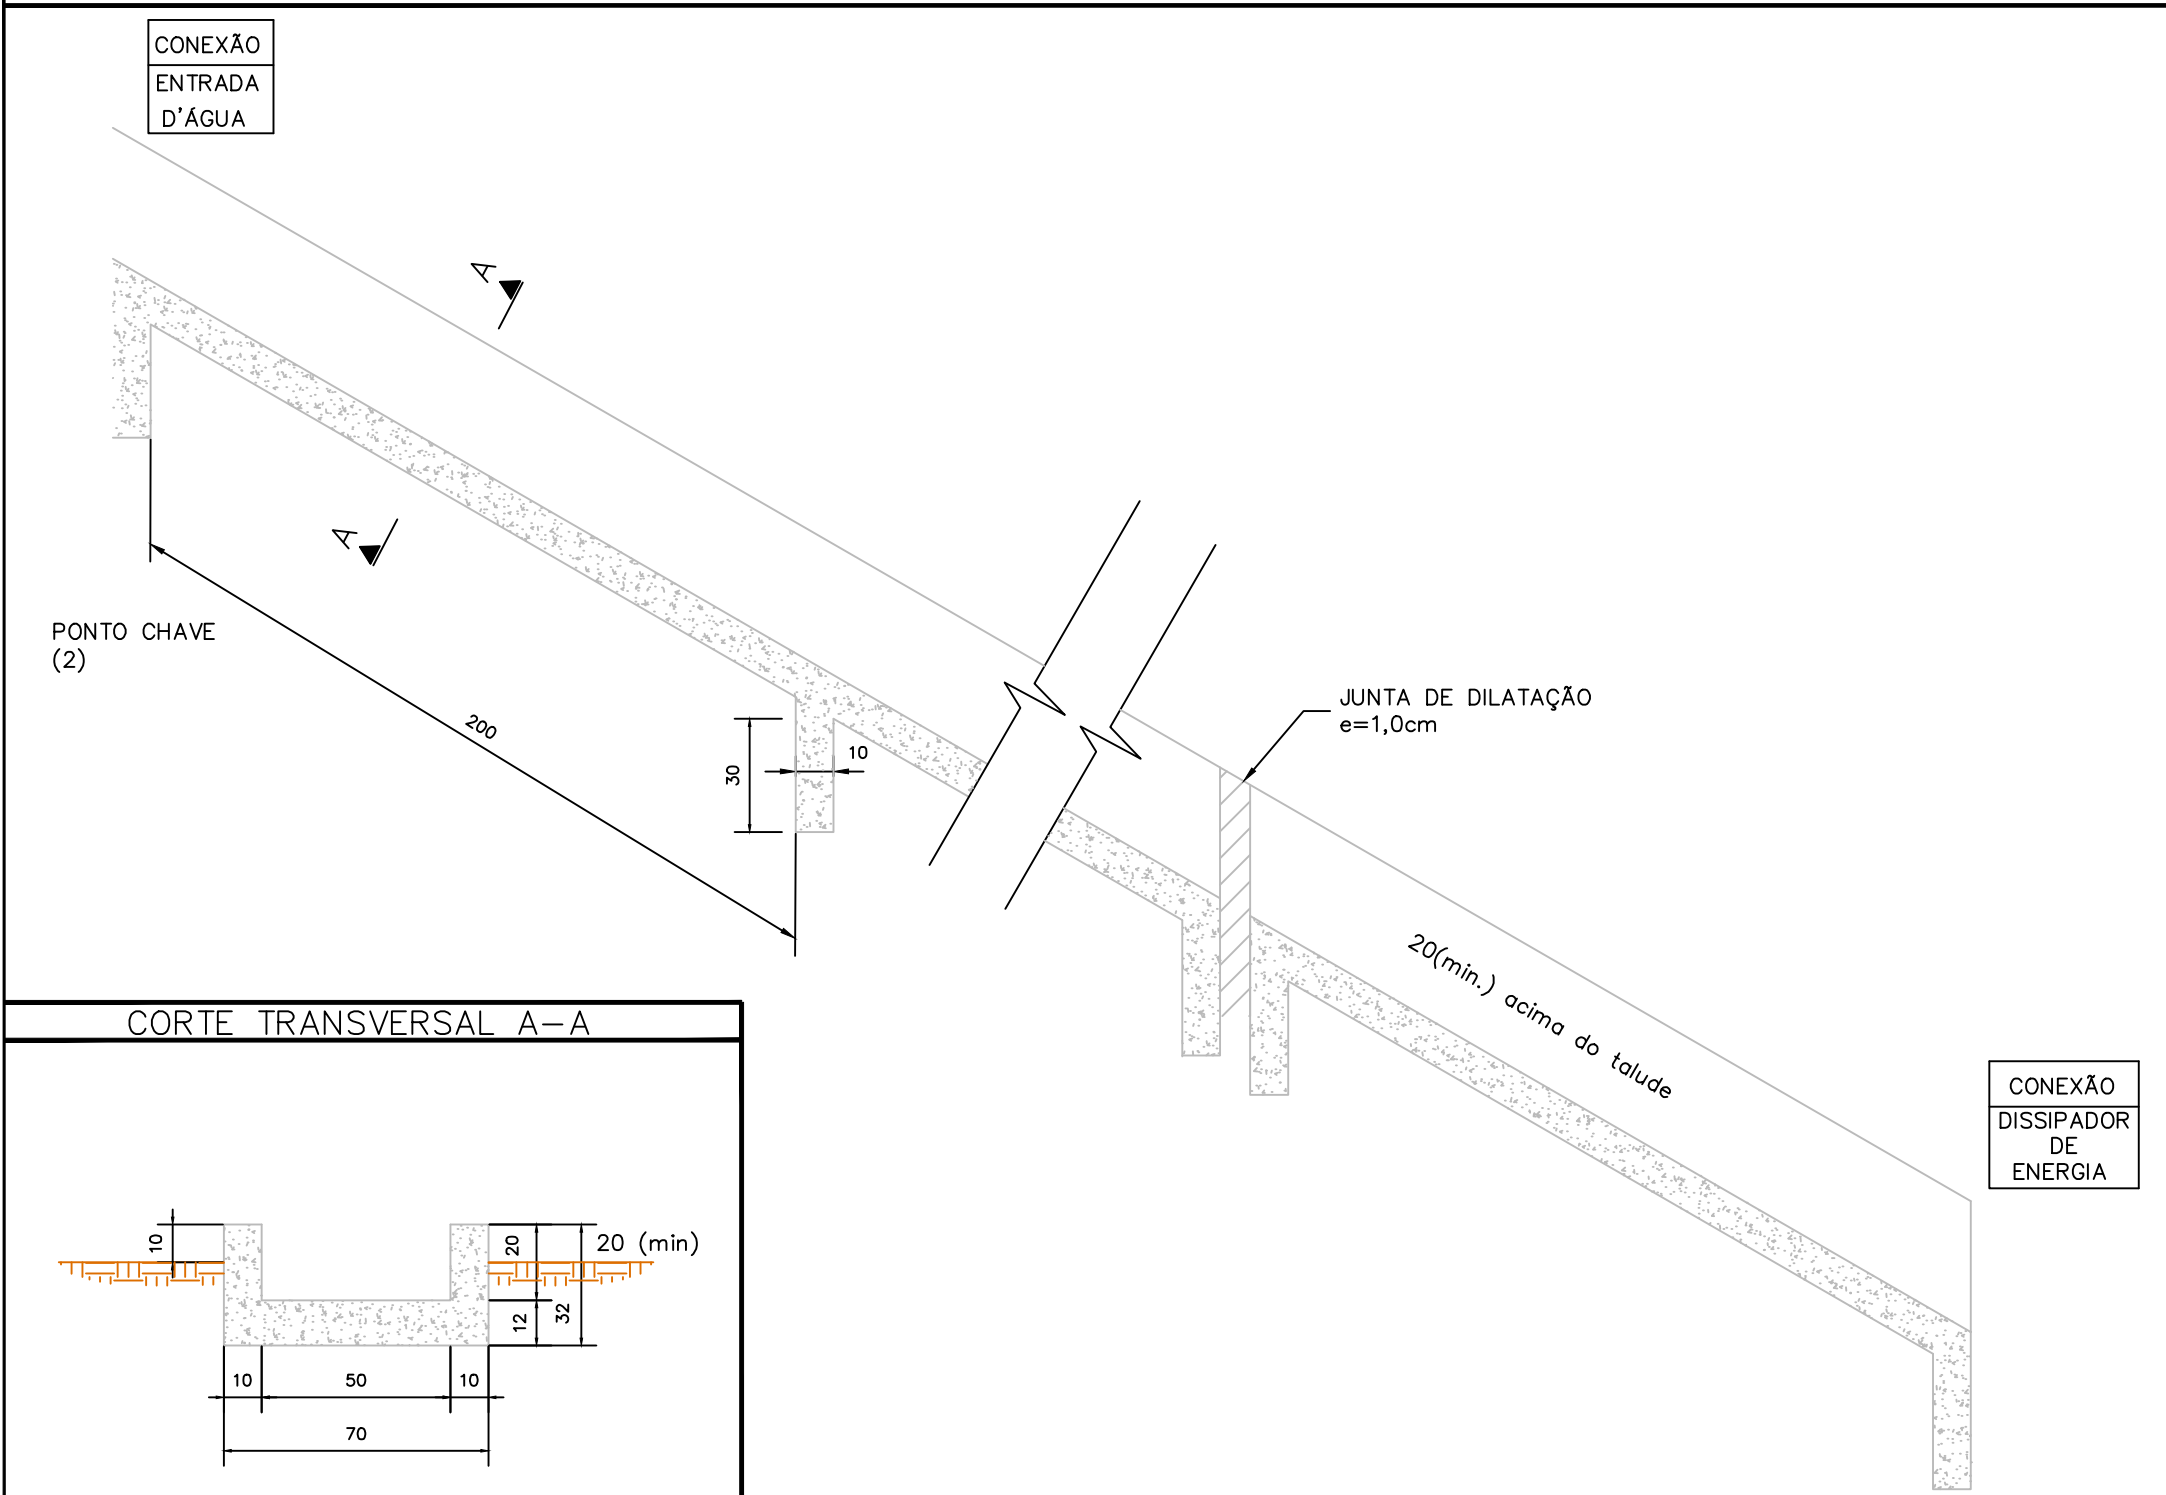 CONEXÃO
ENTRADA
D'ÁGUA
A
A
PONTO CHAVE
(2)
200
30
10
JUNTA DE DILATAÇÃO
e=1,0cm
20(min.) acima do talude
CONEXÃO
DISSIPADOR
DE
ENERGIA
CORTE TRANSVERSAL A-A
10
20
20 (min)
12
32
10
50
10
70